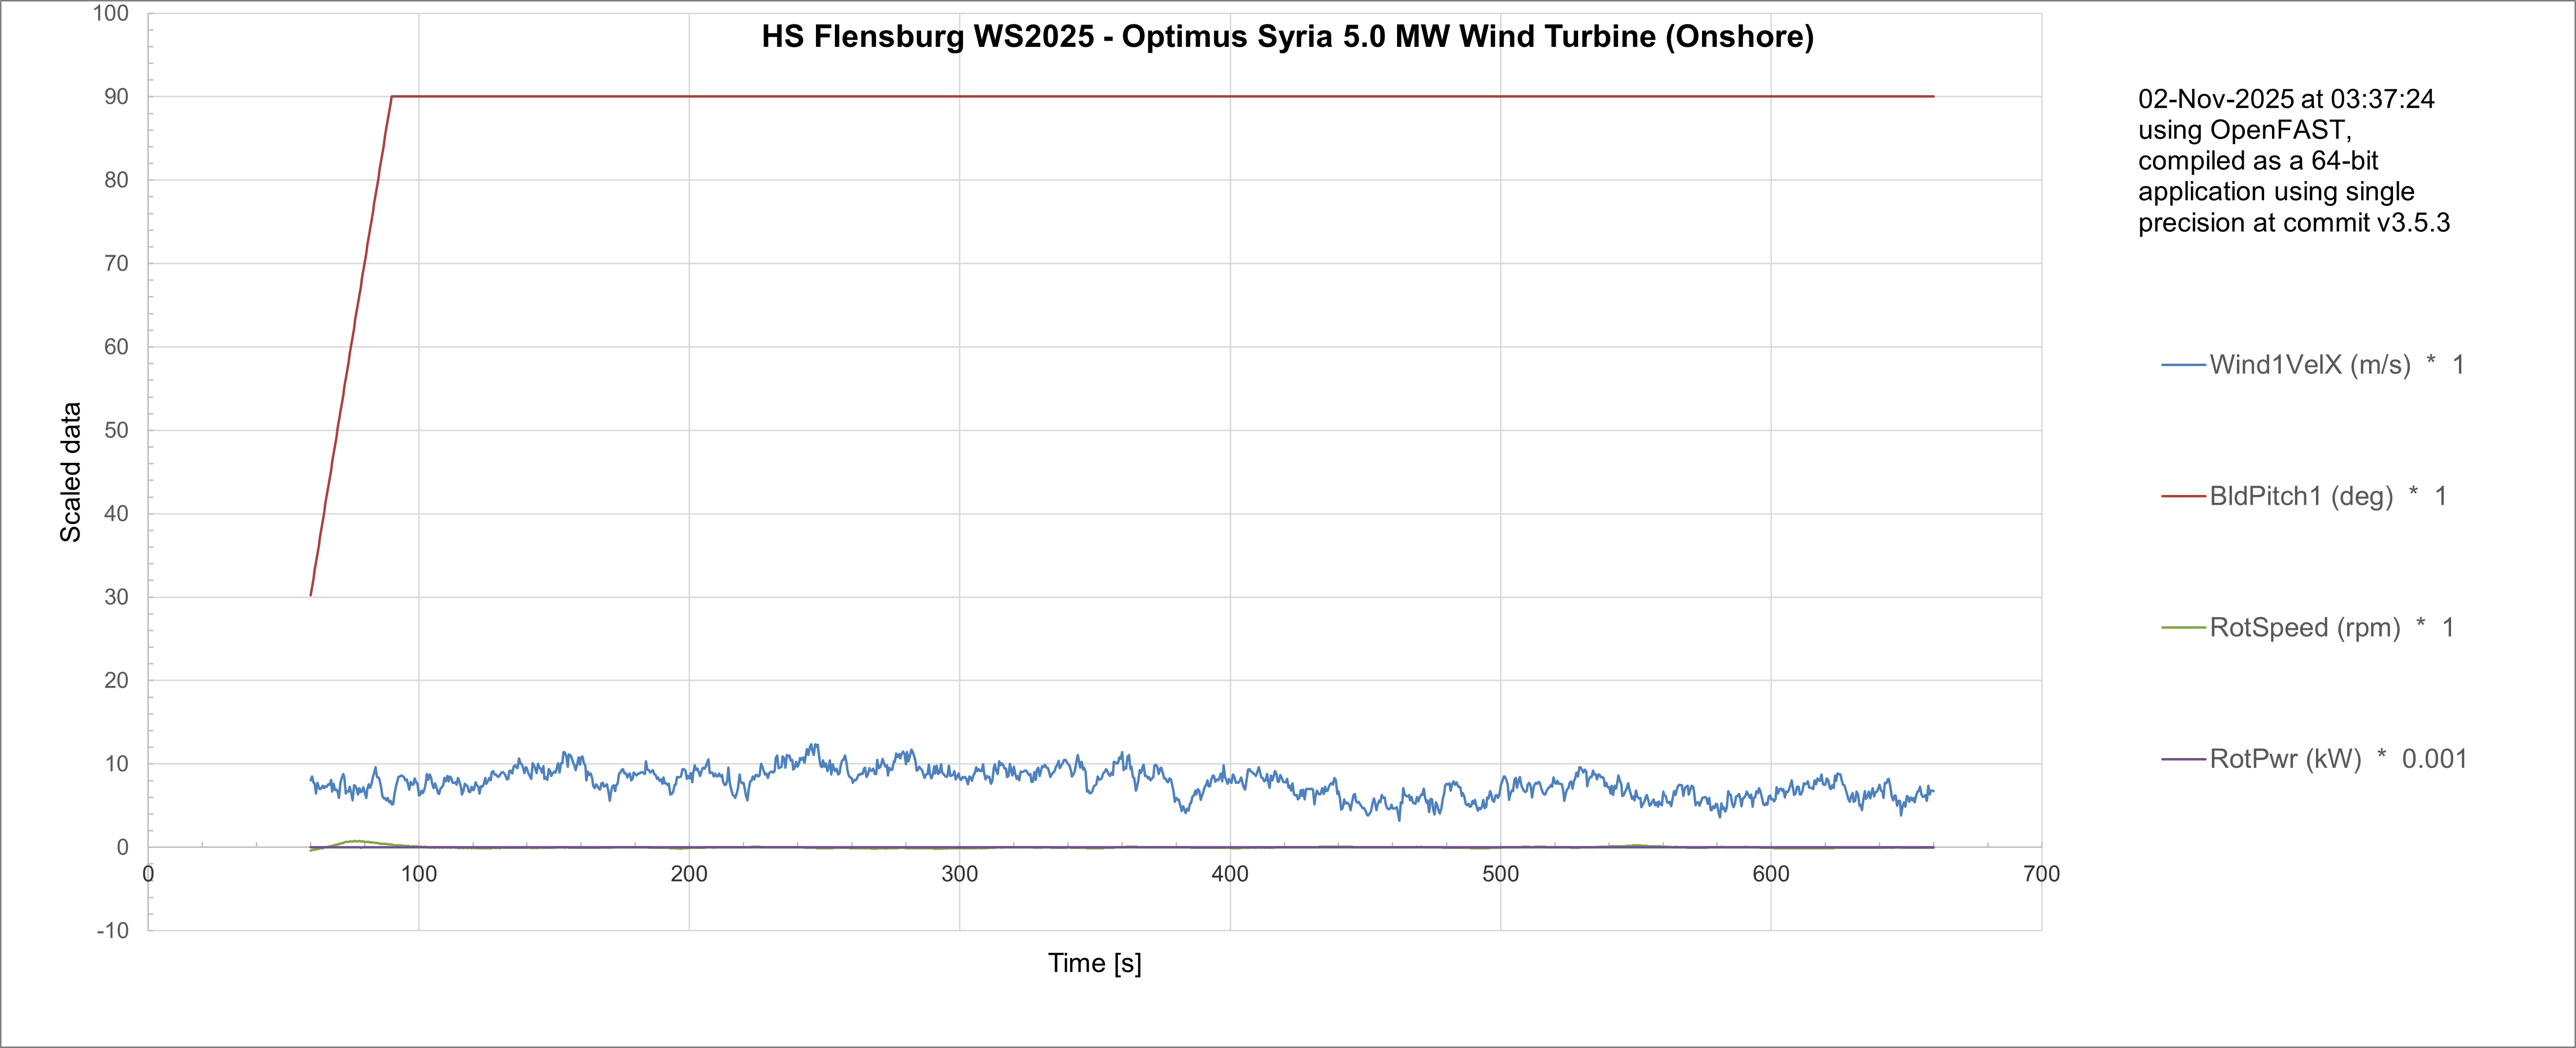 HS Flensburg WS2025 - Optimus Syria 5.0 MW Wind Turbine (Onshore)
100
90
80
70
60
50
40
30
20
10
0
-10
Scaled data
0 100 200 300 400 500 600 700
Time [s]
02-Nov-2025 at 03:37:24
using OpenFAST,
compiled as a 64-bit
application using single
precision at commit v3.5.3
Wind1VelX (m/s) * 1
BldPitch1 (deg) * 1
RotSpeed (rpm) * 1
RotPwr (kW) * 0.001